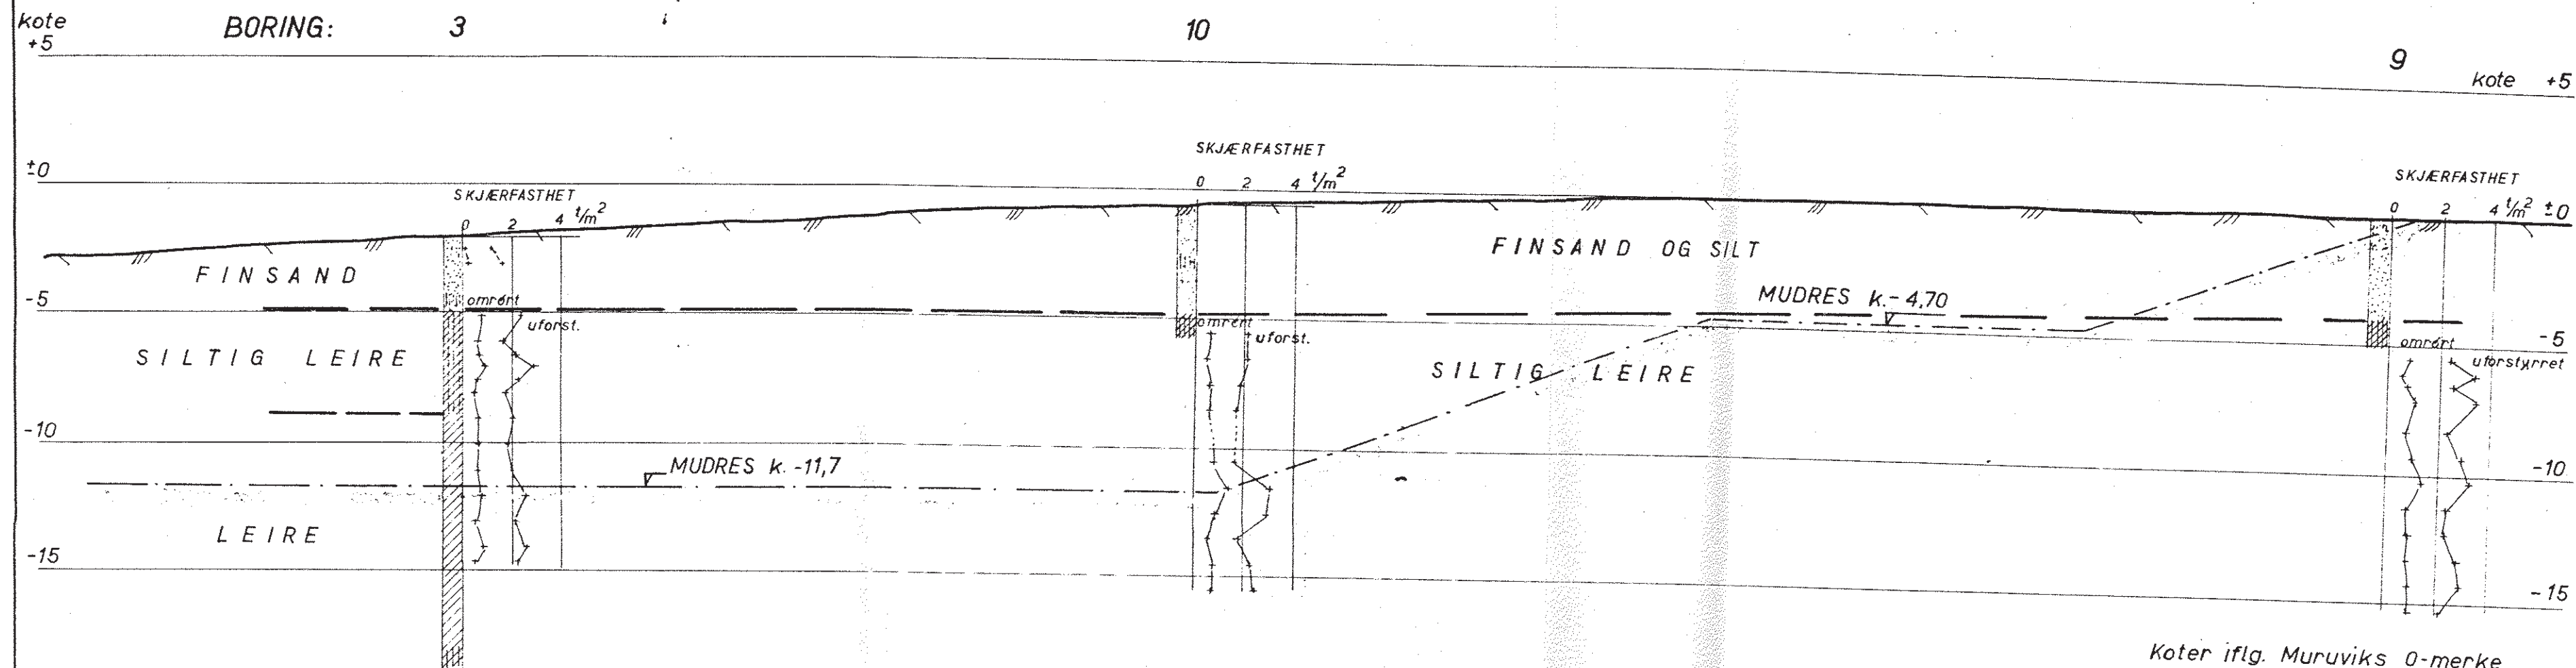 kote
+5
BORING:
3
10
9
kote +5
±0
SKJÆRFASTHET
0 2 4 t/m²
SKJÆRFASTHET
0 2 4 t/m²
SKJÆRFASTHET
0 2 4 t/m² ±0
FINSAND
FINSAND OG SILT
-5
omrørt
uforst.
omrørt
uforst.
MUDRES k.- 4,70
omrørt
-5
uforstyrret
SILTIG LEIRE
SILTIG LEIRE
-10
MUDRES k. -11,7
-10
LEIRE
-15
-15
Koter iflg. Muruviks 0-merke